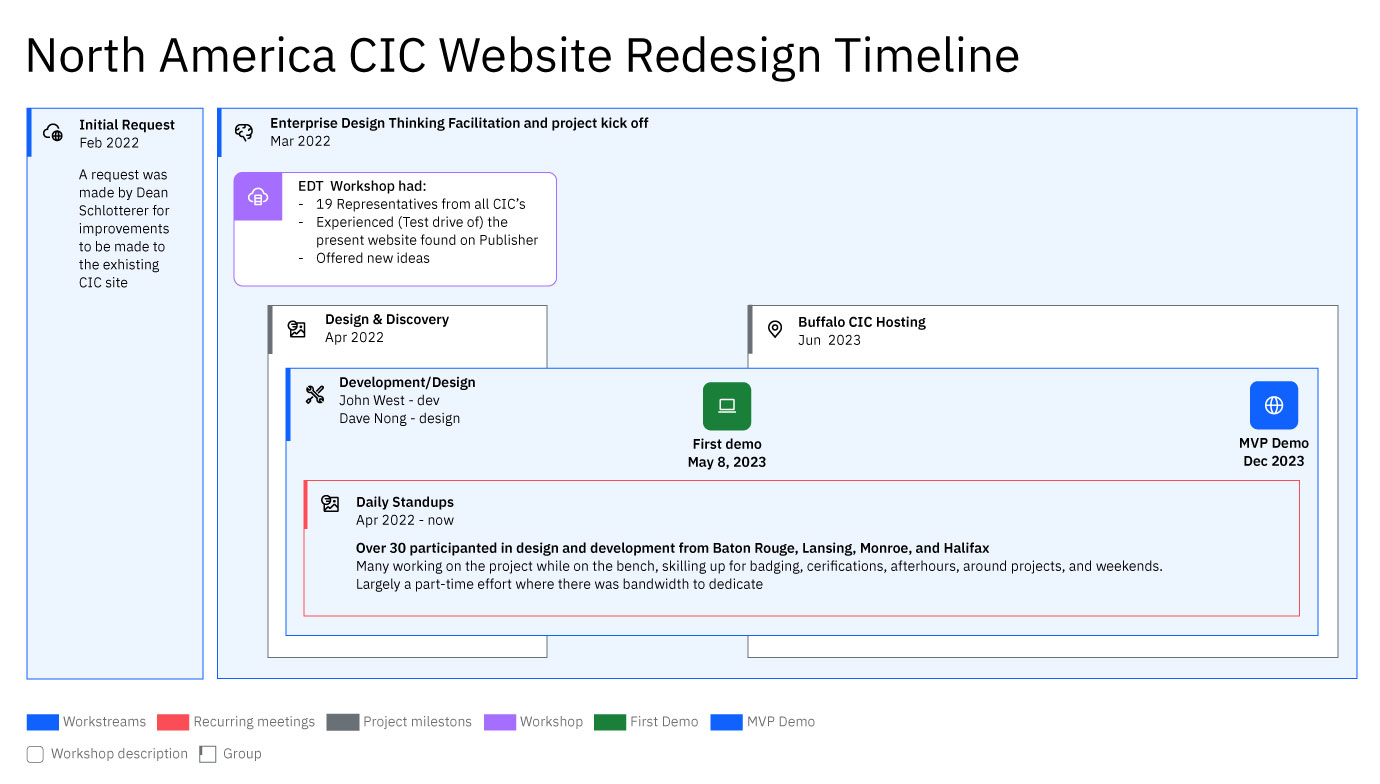 North America CIC Website Redesign Timeline
Initial Request
Feb 2022
A request was
made by Dean
Schlotterer for
improvements
to be made to
the exhisting
CIC site
Enterprise Design Thinking Facilitation and project kick off
Mar 2022
EDT  Workshop had:
- 19 Representatives from all CIC’s
- Experienced (Test drive of) the
present website found on Publisher
- Offered new ideas
Design & Discovery
Apr 2022
Buffalo CIC Hosting
Jun  2023
Development/Design
John West - dev
Dave Nong - design
First demo
May 8, 2023
MVP Demo
Dec 2023
Daily Standups
Apr 2022 - now
Over 30 participanted in design and development from Baton Rouge, Lansing, Monroe, and Halifax
Many working on the project while on the bench, skilling up for badging, cerifications, afterhours, around projects, and weekends.
Largely a part-time effort where there was bandwidth to dedicate
Workstreams Recurring meetings Project milestons Workshop First Demo MVP Demo
Workshop description Group